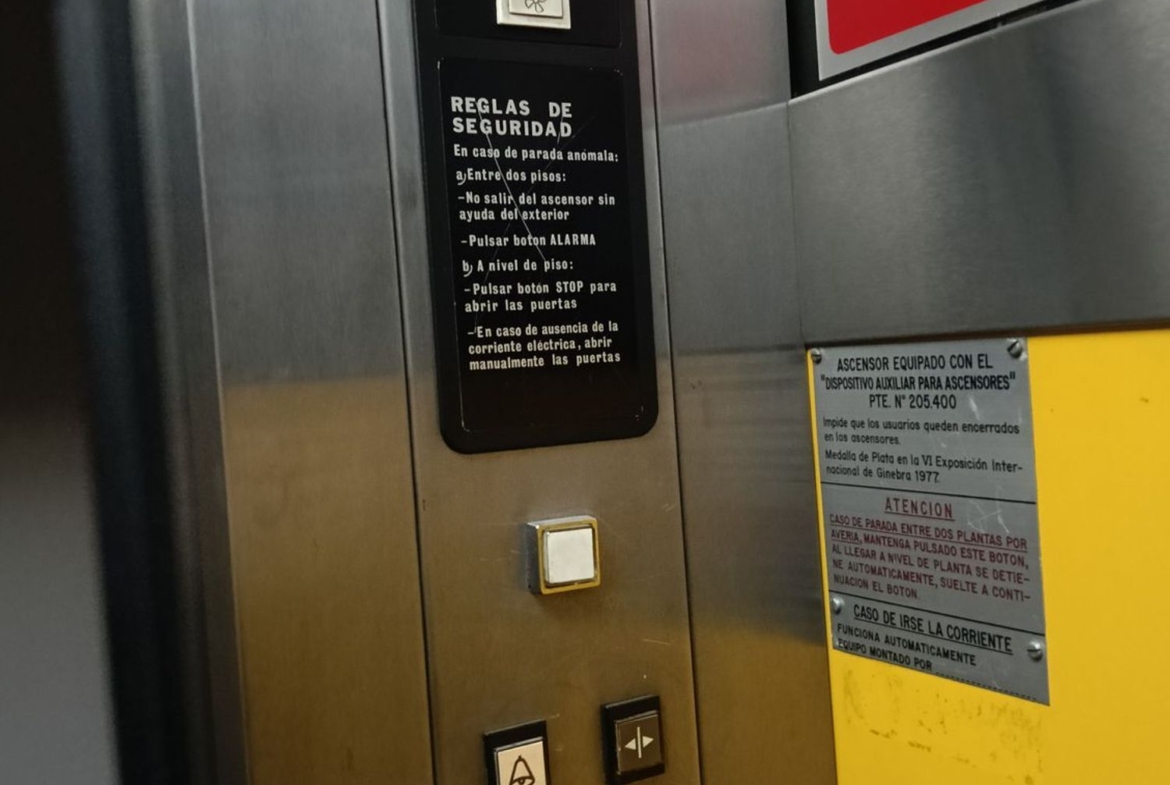 REGLAS DE
SEGURIDAD
En caso de parada anómala:
a) Entre dos pisos:
-No salir del ascensor sin
ayuda del exterior
-Pulsar botón ALARMA
b) A nivel de piso:
-Pulsar botón STOP para
abrir las puertas
-En caso de ausencia de la
corriente eléctrica, abrir
manualmente las puertas
ASCENSOR EQUIPADO CON EL
"DISPOSITIVO AUXILIAR PARA ASCENSORES"
PTE. N° 205.400
Impide que los usuarios queden encerrados
en los ascensores.
Medalla de Plata en la VI Exposición Inter-
nacional de Ginebra 1977.
ATENCION
CASO DE PARADA ENTRE DOS PLANTAS POR
AVERIA, MANTENGA PULSADO ESTE BOTON,
AL LLEGAR A NIVEL DE PLANTA SE DETIE-
NE AUTOMATICAMENTE, SUELTE A CONTI-
NUACION EL BOTON.
CASO DE IRSE LA CORRIENTE
FUNCIONA AUTOMATICAMENTE
EQUIPO MONTADO POR